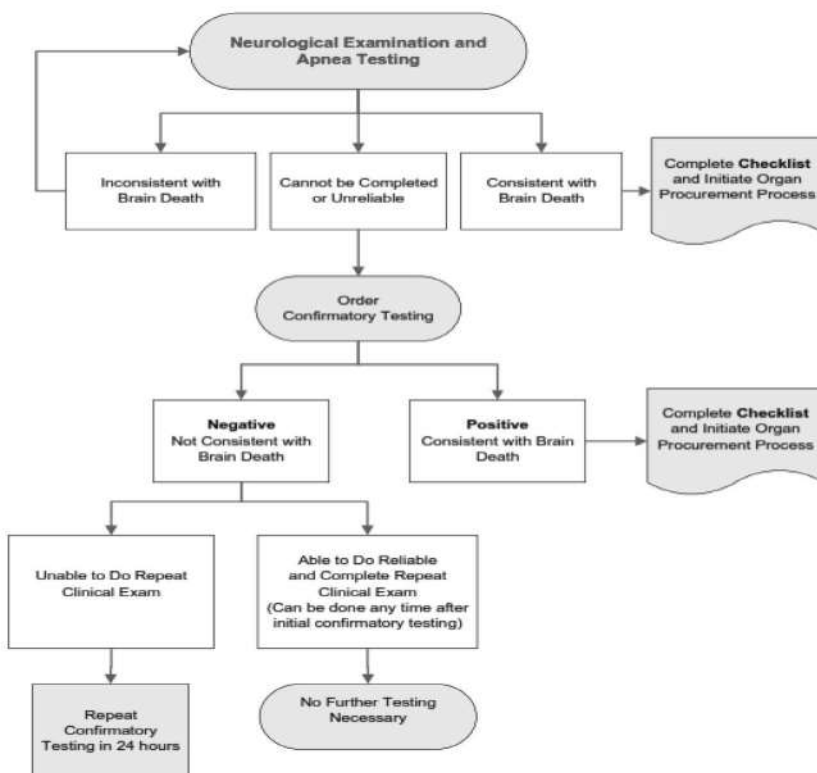 Neurological Examination and
Apnea Testing
Inconsistent with
Brain Death
Cannot be Completed
or Unreliable
Consistent with
Brain Death
Complete Checklist
and Initiate Organ
Procurement Process
Order
Confirmatory Testing
Negative
Not Consistent with
Brain Death
Positive
Consistent with Brain
Death
Complete Checklist
and Initiate Organ
Procurement Process
Unable to Do Repeat
Clinical Exam
Able to Do Reliable
and Complete Repeat
Clinical Exam
(Can be done any time after
initial confirmatory testing)
Repeat
Confirmatory
Testing in 24 hours
No Further Testing
Necessary